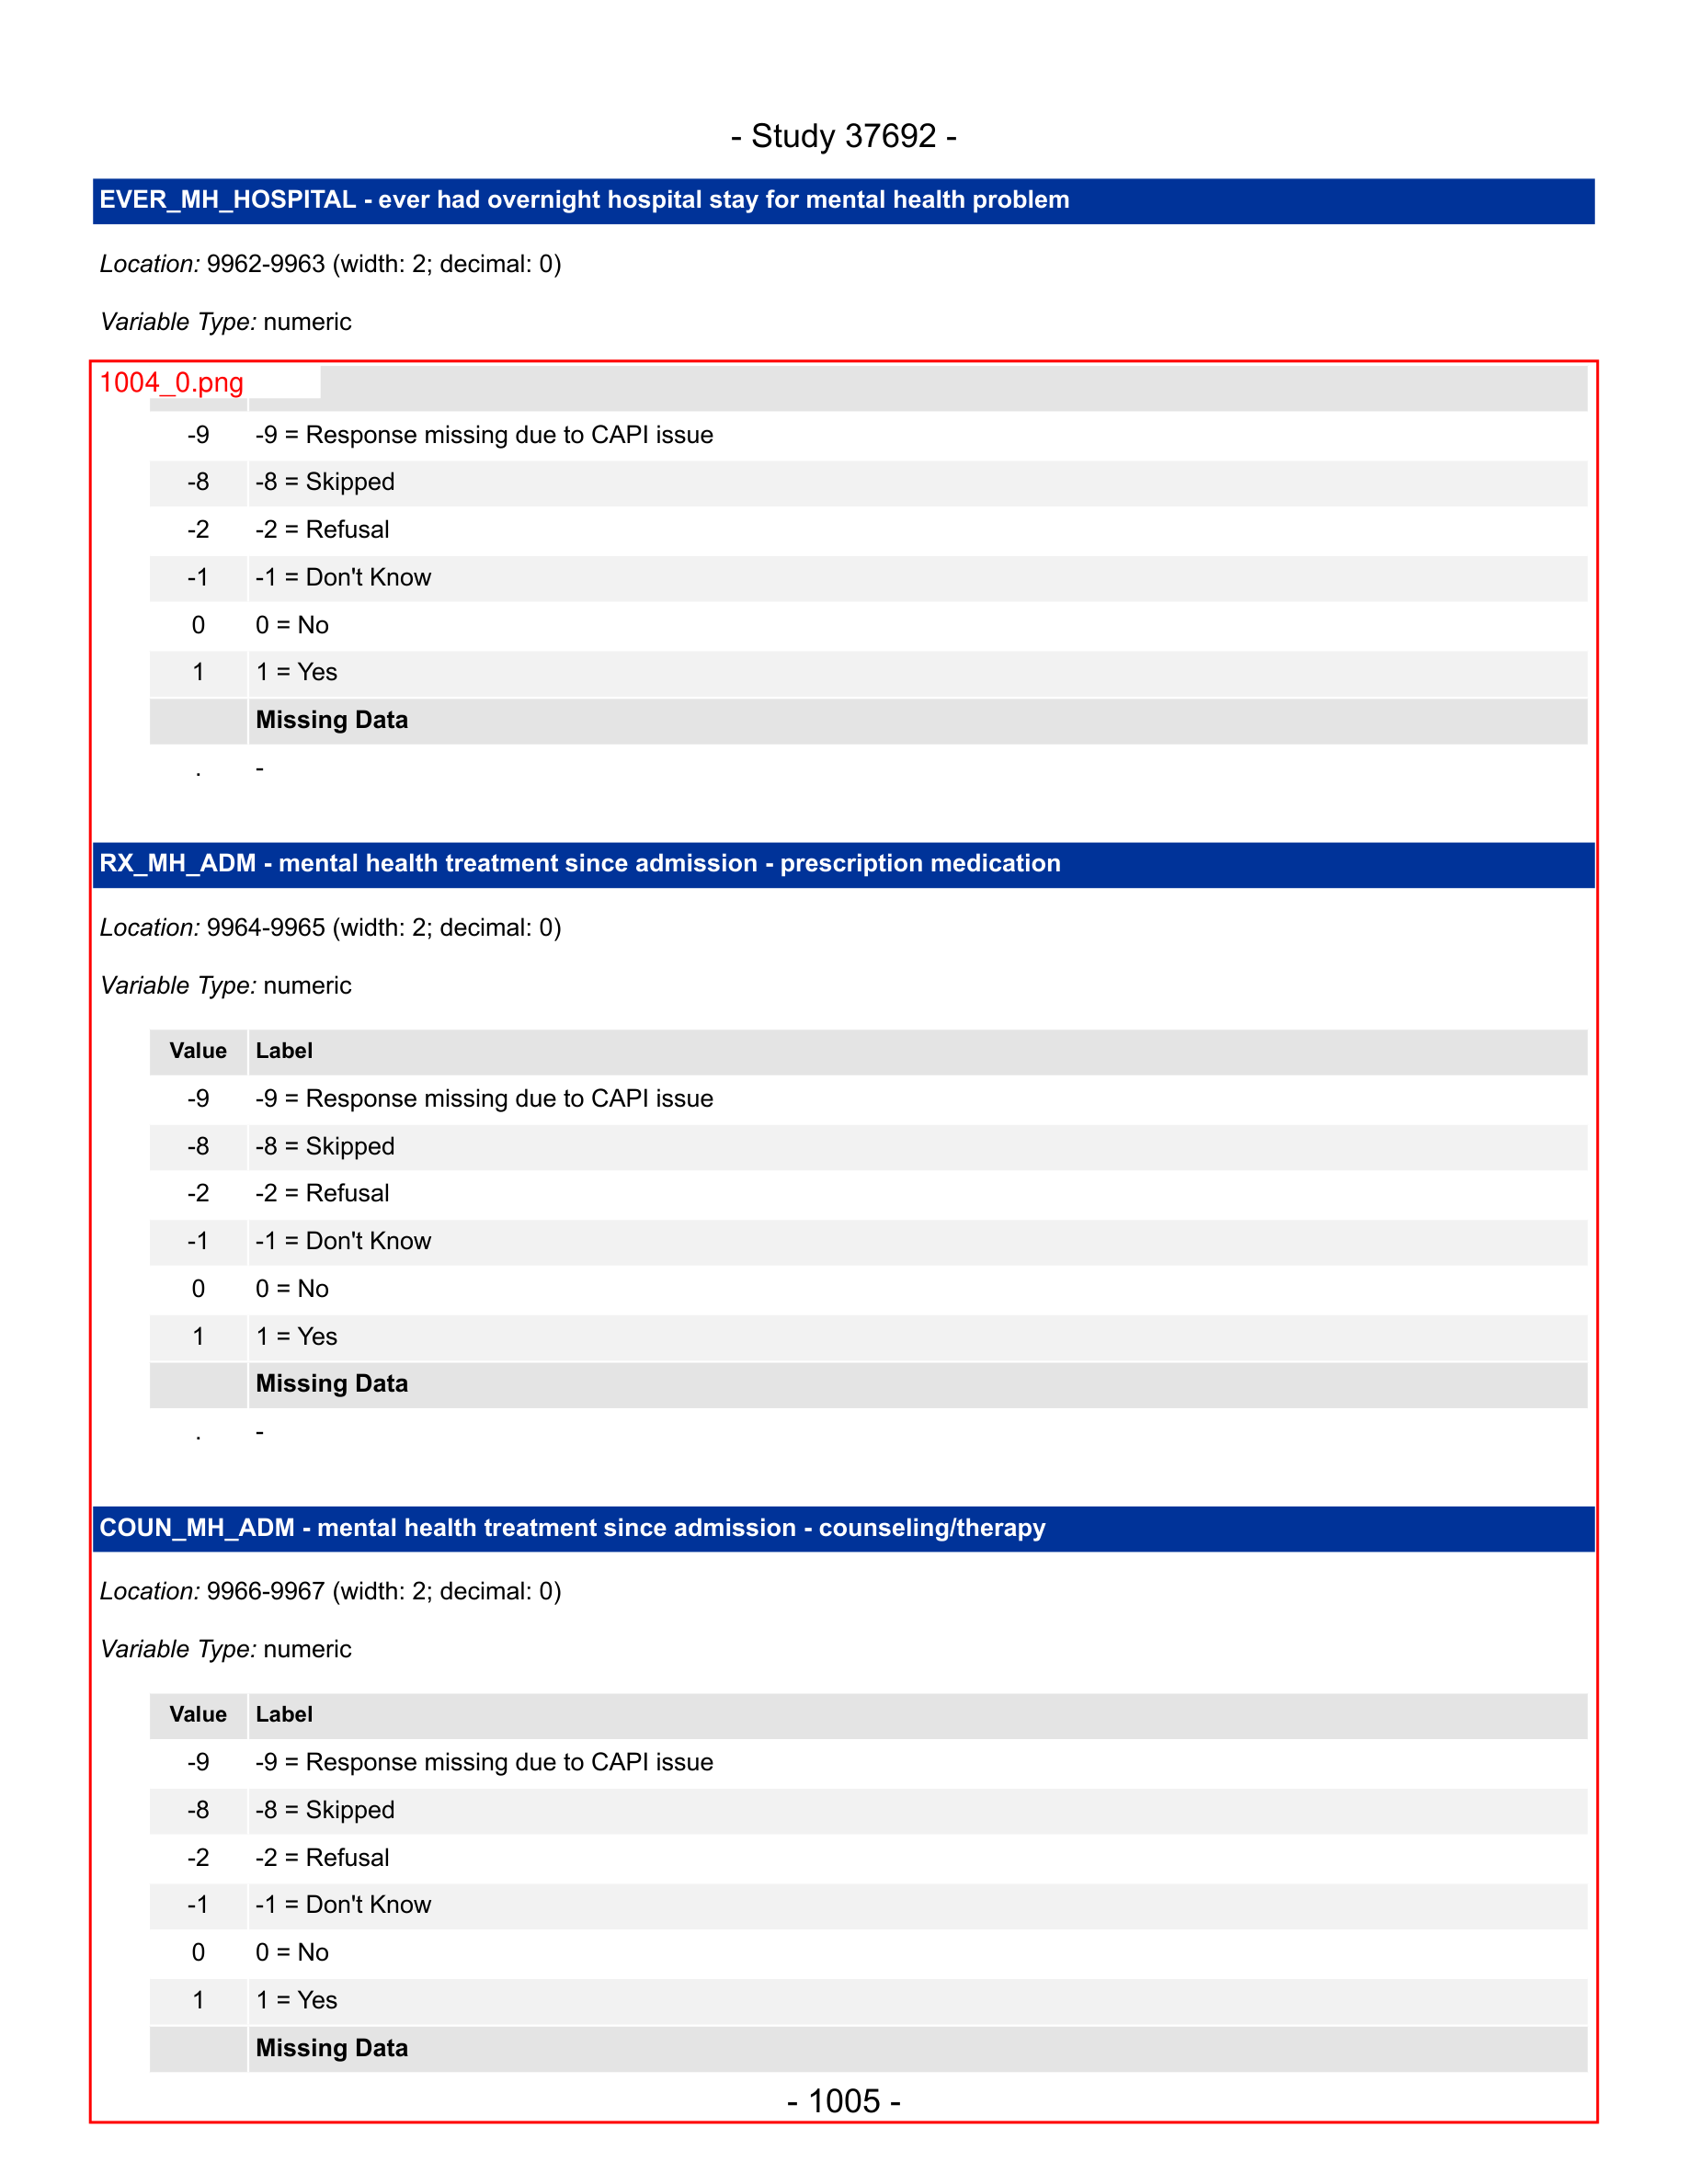 - Study 37692 -
EVER_MH_HOSPITAL - ever had overnight hospital stay for mental health problem
Location: 9962-9963 (width: 2; decimal: 0)
Variable Type: numeric
1004_0.png
-9 -9 = Response missing due to CAPI issue
-8 -8 = Skipped
-2 -2 = Refusal
-1 -1 = Don't Know
0 0 = No
1 1 = Yes
Missing Data
. -
RX_MH_ADM - mental health treatment since admission - prescription medication
Location: 9964-9965 (width: 2; decimal: 0)
Variable Type: numeric
Value Label
-9 -9 = Response missing due to CAPI issue
-8 -8 = Skipped
-2 -2 = Refusal
-1 -1 = Don't Know
0 0 = No
1 1 = Yes
Missing Data
. -
COUN_MH_ADM - mental health treatment since admission - counseling/therapy
Location: 9966-9967 (width: 2; decimal: 0)
Variable Type: numeric
Value Label
-9 -9 = Response missing due to CAPI issue
-8 -8 = Skipped
-2 -2 = Refusal
-1 -1 = Don't Know
0 0 = No
1 1 = Yes
Missing Data
- 1005 -